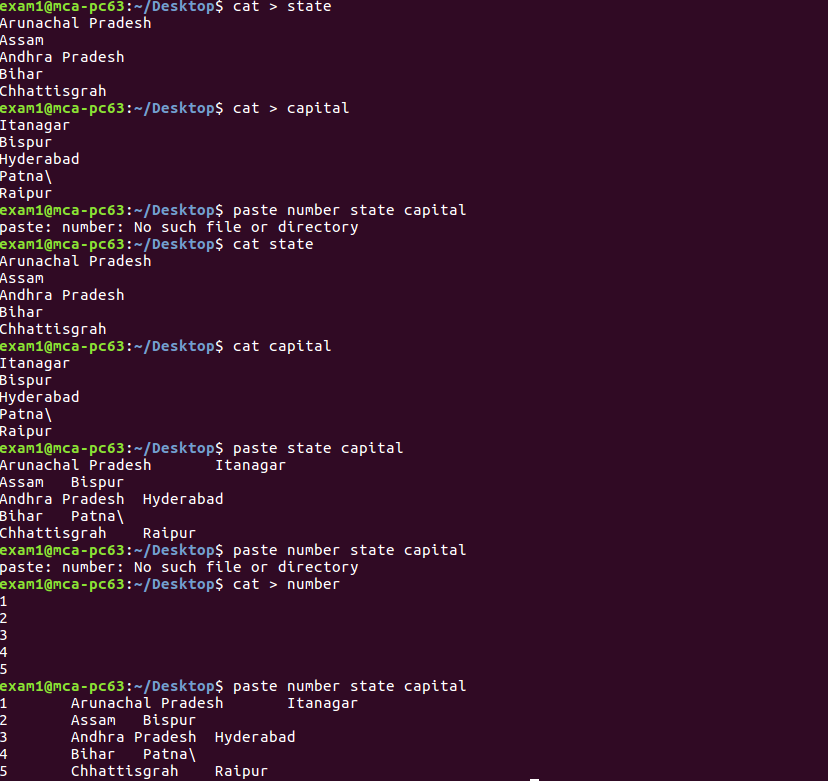 exam1@mca-pc63:~/Desktop$ cat > state
Arunachal Pradesh
Assam
Andhra Pradesh
Bihar
Chhattisgrah
exam1@mca-pc63:~/Desktop$ cat > capital
Itanagar
Bispur
Hyderabad
Patna\
Raipur
exam1@mca-pc63:~/Desktop$ paste number state capital
paste: number: No such file or directory
exam1@mca-pc63:~/Desktop$ cat state
Arunachal Pradesh
Assam
Andhra Pradesh
Bihar
Chhattisgrah
exam1@mca-pc63:~/Desktop$ cat capital
Itanagar
Bispur
Hyderabad
Patna\
Raipur
exam1@mca-pc63:~/Desktop$ paste state capital
Arunachal Pradesh       Itanagar
Assam   Bispur
Andhra Pradesh  Hyderabad
Bihar   Patna\
Chhattisgrah    Raipur
exam1@mca-pc63:~/Desktop$ paste number state capital
paste: number: No such file or directory
exam1@mca-pc63:~/Desktop$ cat > number
1
2
3
4
5
exam1@mca-pc63:~/Desktop$ paste number state capital
1       Arunachal Pradesh       Itanagar
2       Assam   Bispur
3       Andhra Pradesh  Hyderabad
4       Bihar   Patna\
5       Chhattisgrah    Raipur